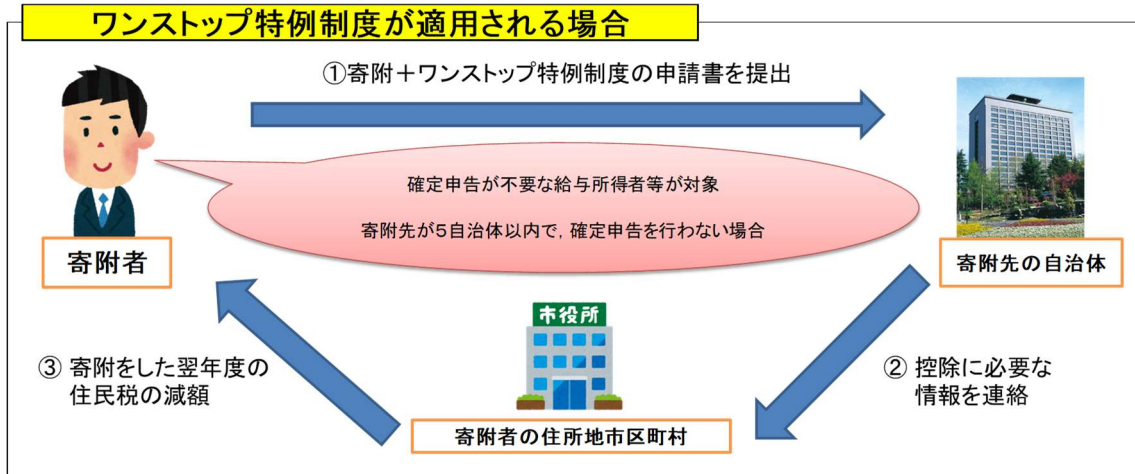 ワンストップ特例制度が適用される場合
①寄附＋ワンストップ特例制度の申請書を提出
確定申告が不要な給与所得者等が対象
寄附先が5自治体以内で，確定申告を行わない場合
寄附者
寄附先の自治体
市役所
③ 寄附をした翌年度の
住民税の減額
② 控除に必要な
情報を連絡
寄附者の住所地市区町村